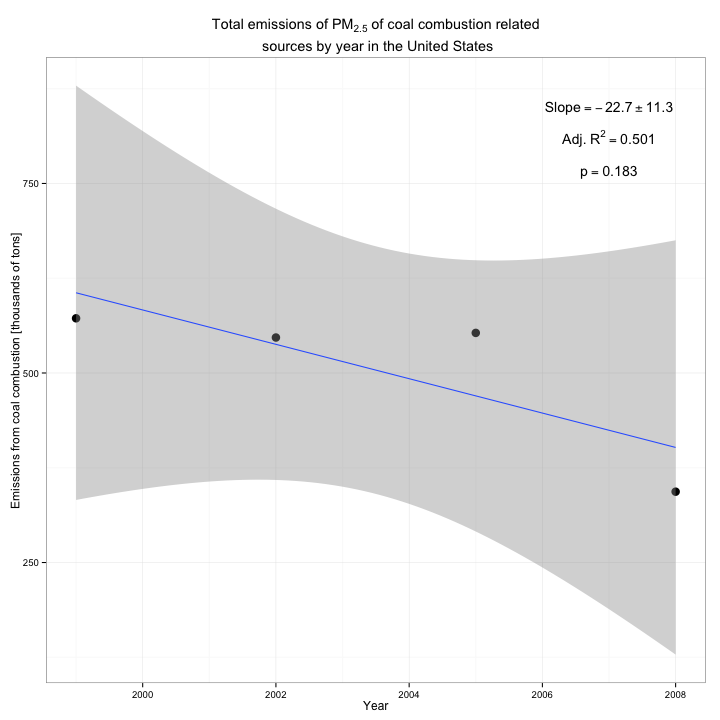 Total emissions of PM₂.₅ of coal combustion related
sources by year in the United States
Slope = − 22.7 ± 11.3
Adj. R² = 0.501
p = 0.183
Emissions from coal combustion [thousands of tons]
750
500
250
2000 2002 2004 2006 2008
Year